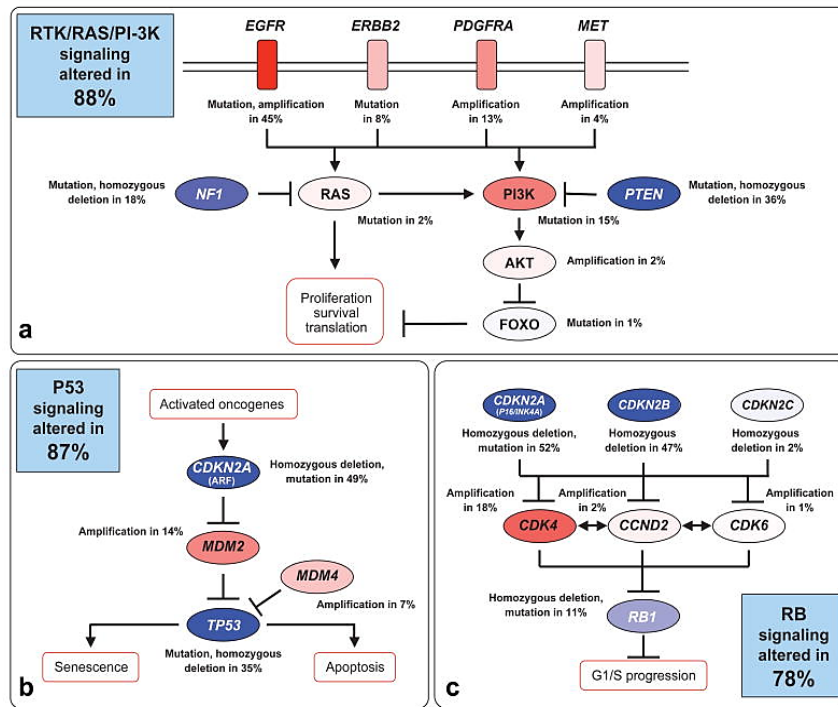 RTK/RAS/PI-3K
signaling
altered in
88%
EGFR
ERBB2
PDGFRA
MET
Mutation, amplification
in 45%
Mutation
in 8%
Amplification
in 13%
Amplification
in 4%
Mutation, homozygous
deletion in 18%
NF1
RAS
PI3K
PTEN
Mutation, homozygous
deletion in 36%
Mutation in 2%
Mutation in 15%
AKT
Amplification in 2%
Proliferation
survival
translation
FOXO
Mutation in 1%
a
P53
signaling
altered in
87%
Activated oncogenes
CDKN2A
(ARF)
Homozygous deletion,
mutation in 49%
Amplification in 14%
MDM2
MDM4
Amplification in 7%
TP53
Senescence
Mutation, homozygous
deletion in 35%
Apoptosis
b
CDKN2A
(P16/INK4A)
CDKN2B
CDKN2C
Homozygous deletion,
mutation in 52%
Homozygous
deletion in 47%
Homozygous
deletion in 2%
Amplification
in 18%
Amplification
in 2%
Amplification
in 1%
CDK4
CCND2
CDK6
Homozygous deletion,
mutation in 11%
RB1
G1/S progression
RB
signaling
altered in
78%
c